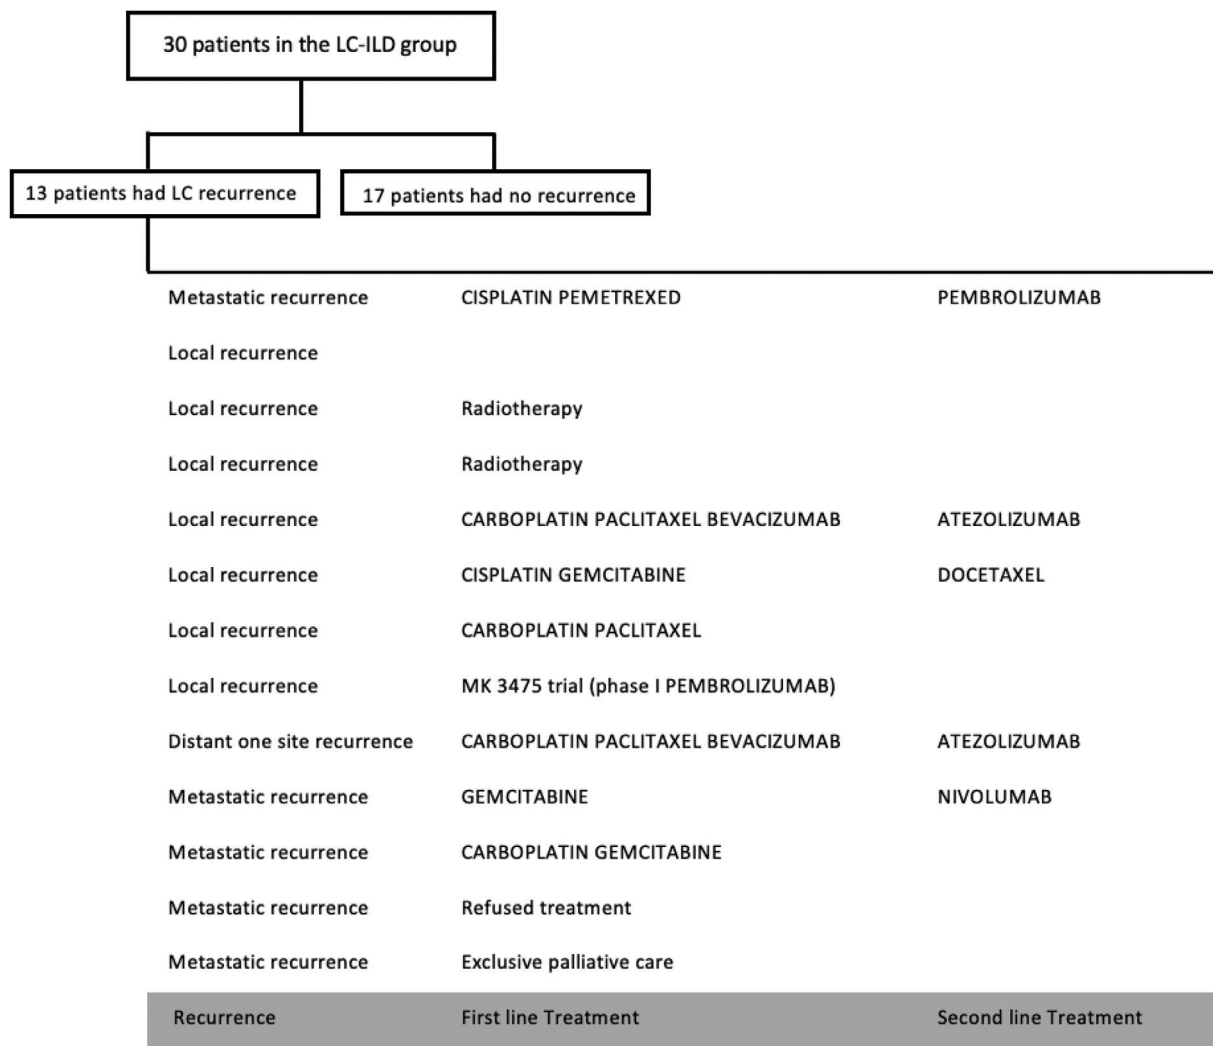 30 patients in the LC-ILD group
13 patients had LC recurrence
17 patients had no recurrence
Metastatic recurrence CISPLATIN PEMETREXED PEMBROLIZUMAB
Local recurrence
Local recurrence Radiotherapy
Local recurrence Radiotherapy
Local recurrence CARBOPLATIN PACLITAXEL BEVACIZUMAB ATEZOLIZUMAB
Local recurrence CISPLATIN GEMCITABINE DOCETAXEL
Local recurrence CARBOPLATIN PACLITAXEL
Local recurrence MK 3475 trial (phase I PEMBROLIZUMAB)
Distant one site recurrence CARBOPLATIN PACLITAXEL BEVACIZUMAB ATEZOLIZUMAB
Metastatic recurrence GEMCITABINE NIVOLUMAB
Metastatic recurrence CARBOPLATIN GEMCITABINE
Metastatic recurrence Refused treatment
Metastatic recurrence Exclusive palliative care
Recurrence First line Treatment Second line Treatment